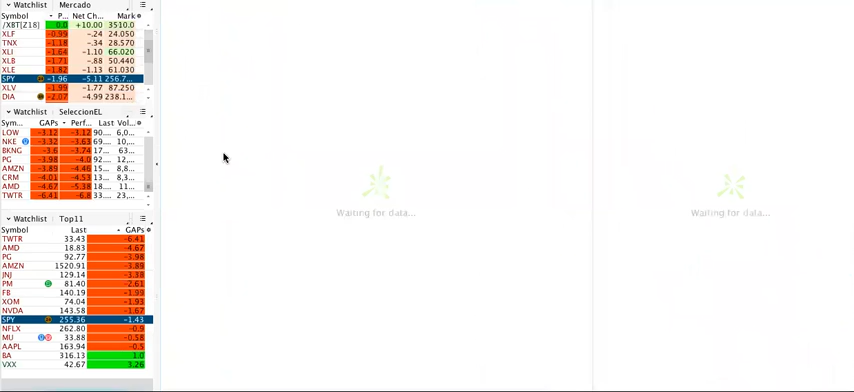 Watchlist Mercado
Symbol P... Net Ch... Mark
/XBT[Z18] 0.0 +10.00 3510.0
XLF -0.99 -.24 24.050
TNX -1.18 -.34 28.570
XLI -1.64 -1.10 66.020
XLB -1.71 -.88 50.440
XLE -1.82 -1.13 61.030
SPY -1.96 -5.11 256.7...
XLV -1.99 -1.77 87.250
DIA -2.07 -4.99 238.1...
Watchlist SeleccionEL
Sym... GAPs Perf... Last Vol...
LOW -3.12 -3.12 90.... 6,0...
NKE -3.32 -3.63 69.... 10,...
BKNG -3.6 -3.74 17... 63...
PG -3.98 -4.0 92.... 12,...
AMZN -3.89 -4.46 15... 8,8...
CRM -4.01 -4.53 13... 8,3...
AMD -4.67 -5.38 18.... 11...
TWTR -6.41 -6.8 33.... 23,...
Watchlist Top11
Symbol Last GAPs
TWTR 33.43 -6.41
AMD 18.83 -4.67
PG 92.77 -3.98
AMZN 1520.91 -3.89
JNJ 129.14 -3.38
PM 81.40 -2.61
FB 140.19 -1.99
XOM 74.04 -1.93
NVDA 143.58 -1.67
SPY 255.36 -1.43
NFLX 262.80 -0.9
MU 33.88 -0.58
AAPL 163.94 -0.5
BA 316.13 1.0
VXX 42.67 3.26
Waiting for data...
Waiting for data...